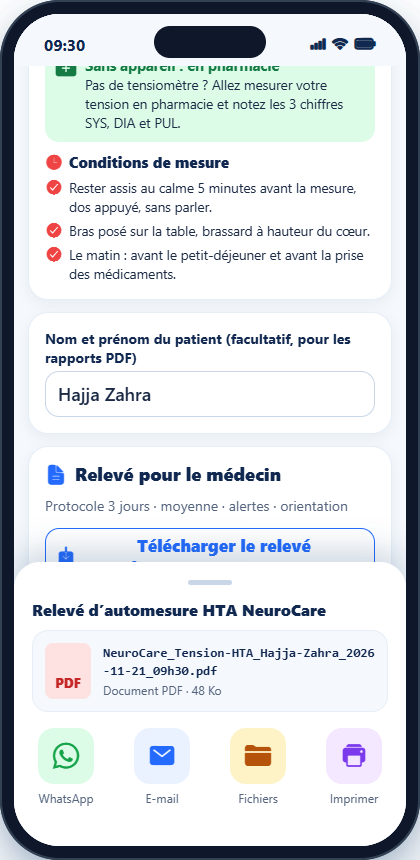 09:30
Sans appareil : en pharmacie
Pas de tensiomètre ? Allez mesurer votre
tension en pharmacie et notez les 3 chiffres
SYS, DIA et PUL.
Conditions de mesure
Rester assis au calme 5 minutes avant la mesure,
dos appuyé, sans parler.
Bras posé sur la table, brassard à hauteur du cœur.
Le matin : avant le petit-déjeuner et avant la prise
des médicaments.
Nom et prénom du patient (facultatif, pour les
rapports PDF)
Hajja Zahra
Relevé pour le médecin
Protocole 3 jours · moyenne · alertes · orientation
Télécharger le relevé
Relevé d'automesure HTA NeuroCare
PDF
NeuroCare_Tension-HTA_Hajja-Zahra_2026
-11-21_09h30.pdf
Document PDF · 48 Ko
WhatsApp
E-mail
Fichiers
Imprimer